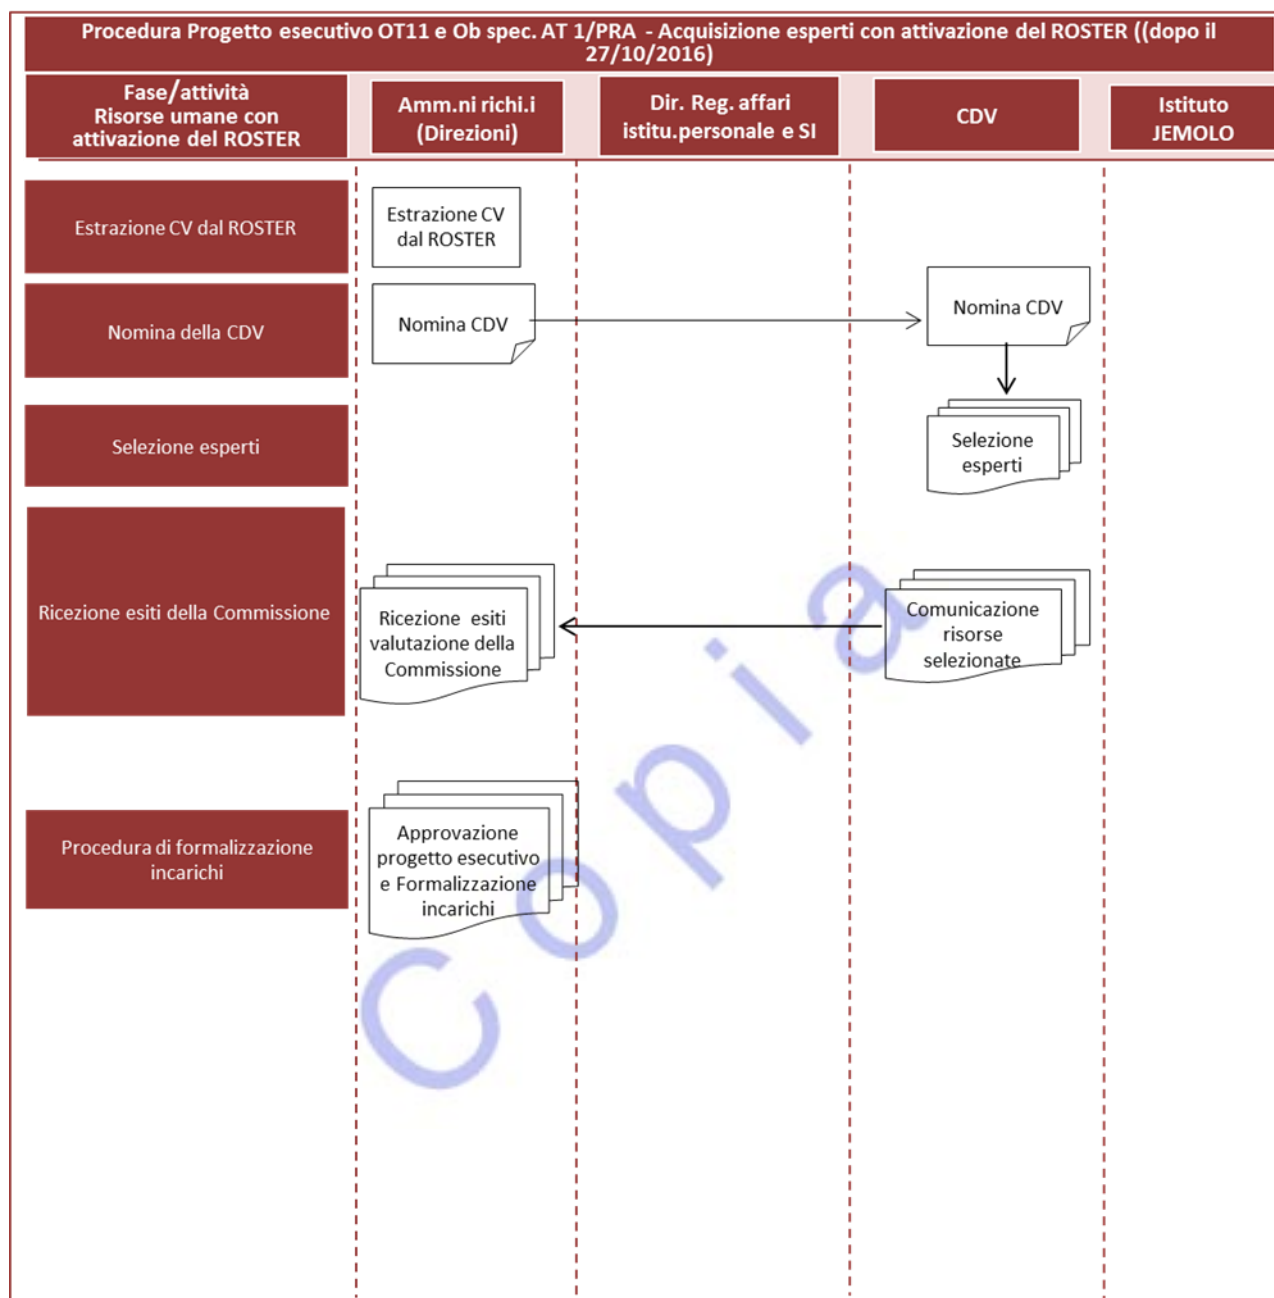 Procedura Progetto esecutivo OT11 e Ob spec. AT 1/PRA - Acquisizione esperti con attivazione del ROSTER ((dopo il
27/10/2016)
Fase/attività
Risorse umane con
attivazione del ROSTER
Amm.ni richi.i
(Direzioni)
Dir. Reg. affari
istitu.personale e SI
CDV
Istituto
JEMOLO
Estrazione CV dal ROSTER
Estrazione CV
dal ROSTER
Nomina della CDV
Nomina CDV
Nomina CDV
Selezione esperti
Selezione
esperti
Ricezione esiti della Commissione
Ricezione esiti
valutazione della
Commissione
Comunicazione
risorse
selezionate
Procedura di formalizzazione
incarichi
Approvazione
progetto esecutivo
e Formalizzazione
incarichi
Copia